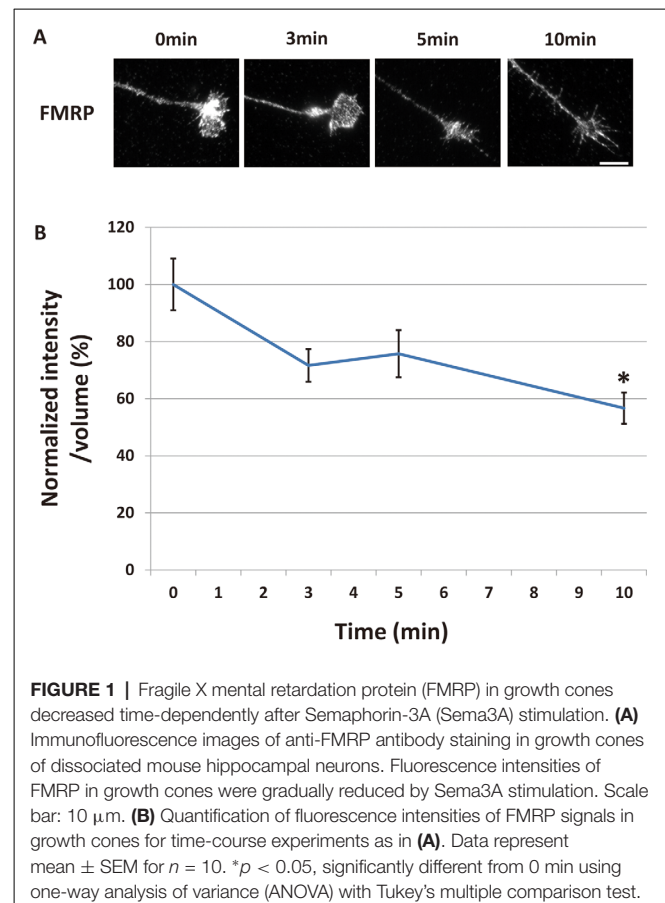 A
0min 3min 5min 10min
FMRP
B
Normalized intensity
/volume (%)
120
100
80
60
40
20
0
*
0 1 2 3 4 5 6 7 8 9 10
Time (min)
FIGURE 1 | Fragile X mental retardation protein (FMRP) in growth cones
decreased time-dependently after Semaphorin-3A (Sema3A) stimulation. (A)
Immunofluorescence images of anti-FMRP antibody staining in growth cones
of dissociated mouse hippocampal neurons. Fluorescence intensities of
FMRP in growth cones were gradually reduced by Sema3A stimulation. Scale
bar: 10 μm. (B) Quantification of fluorescence intensities of FMRP signals in
growth cones for time-course experiments as in (A). Data represent
mean ± SEM for n = 10. *p < 0.05, significantly different from 0 min using
one-way analysis of variance (ANOVA) with Tukey's multiple comparison test.